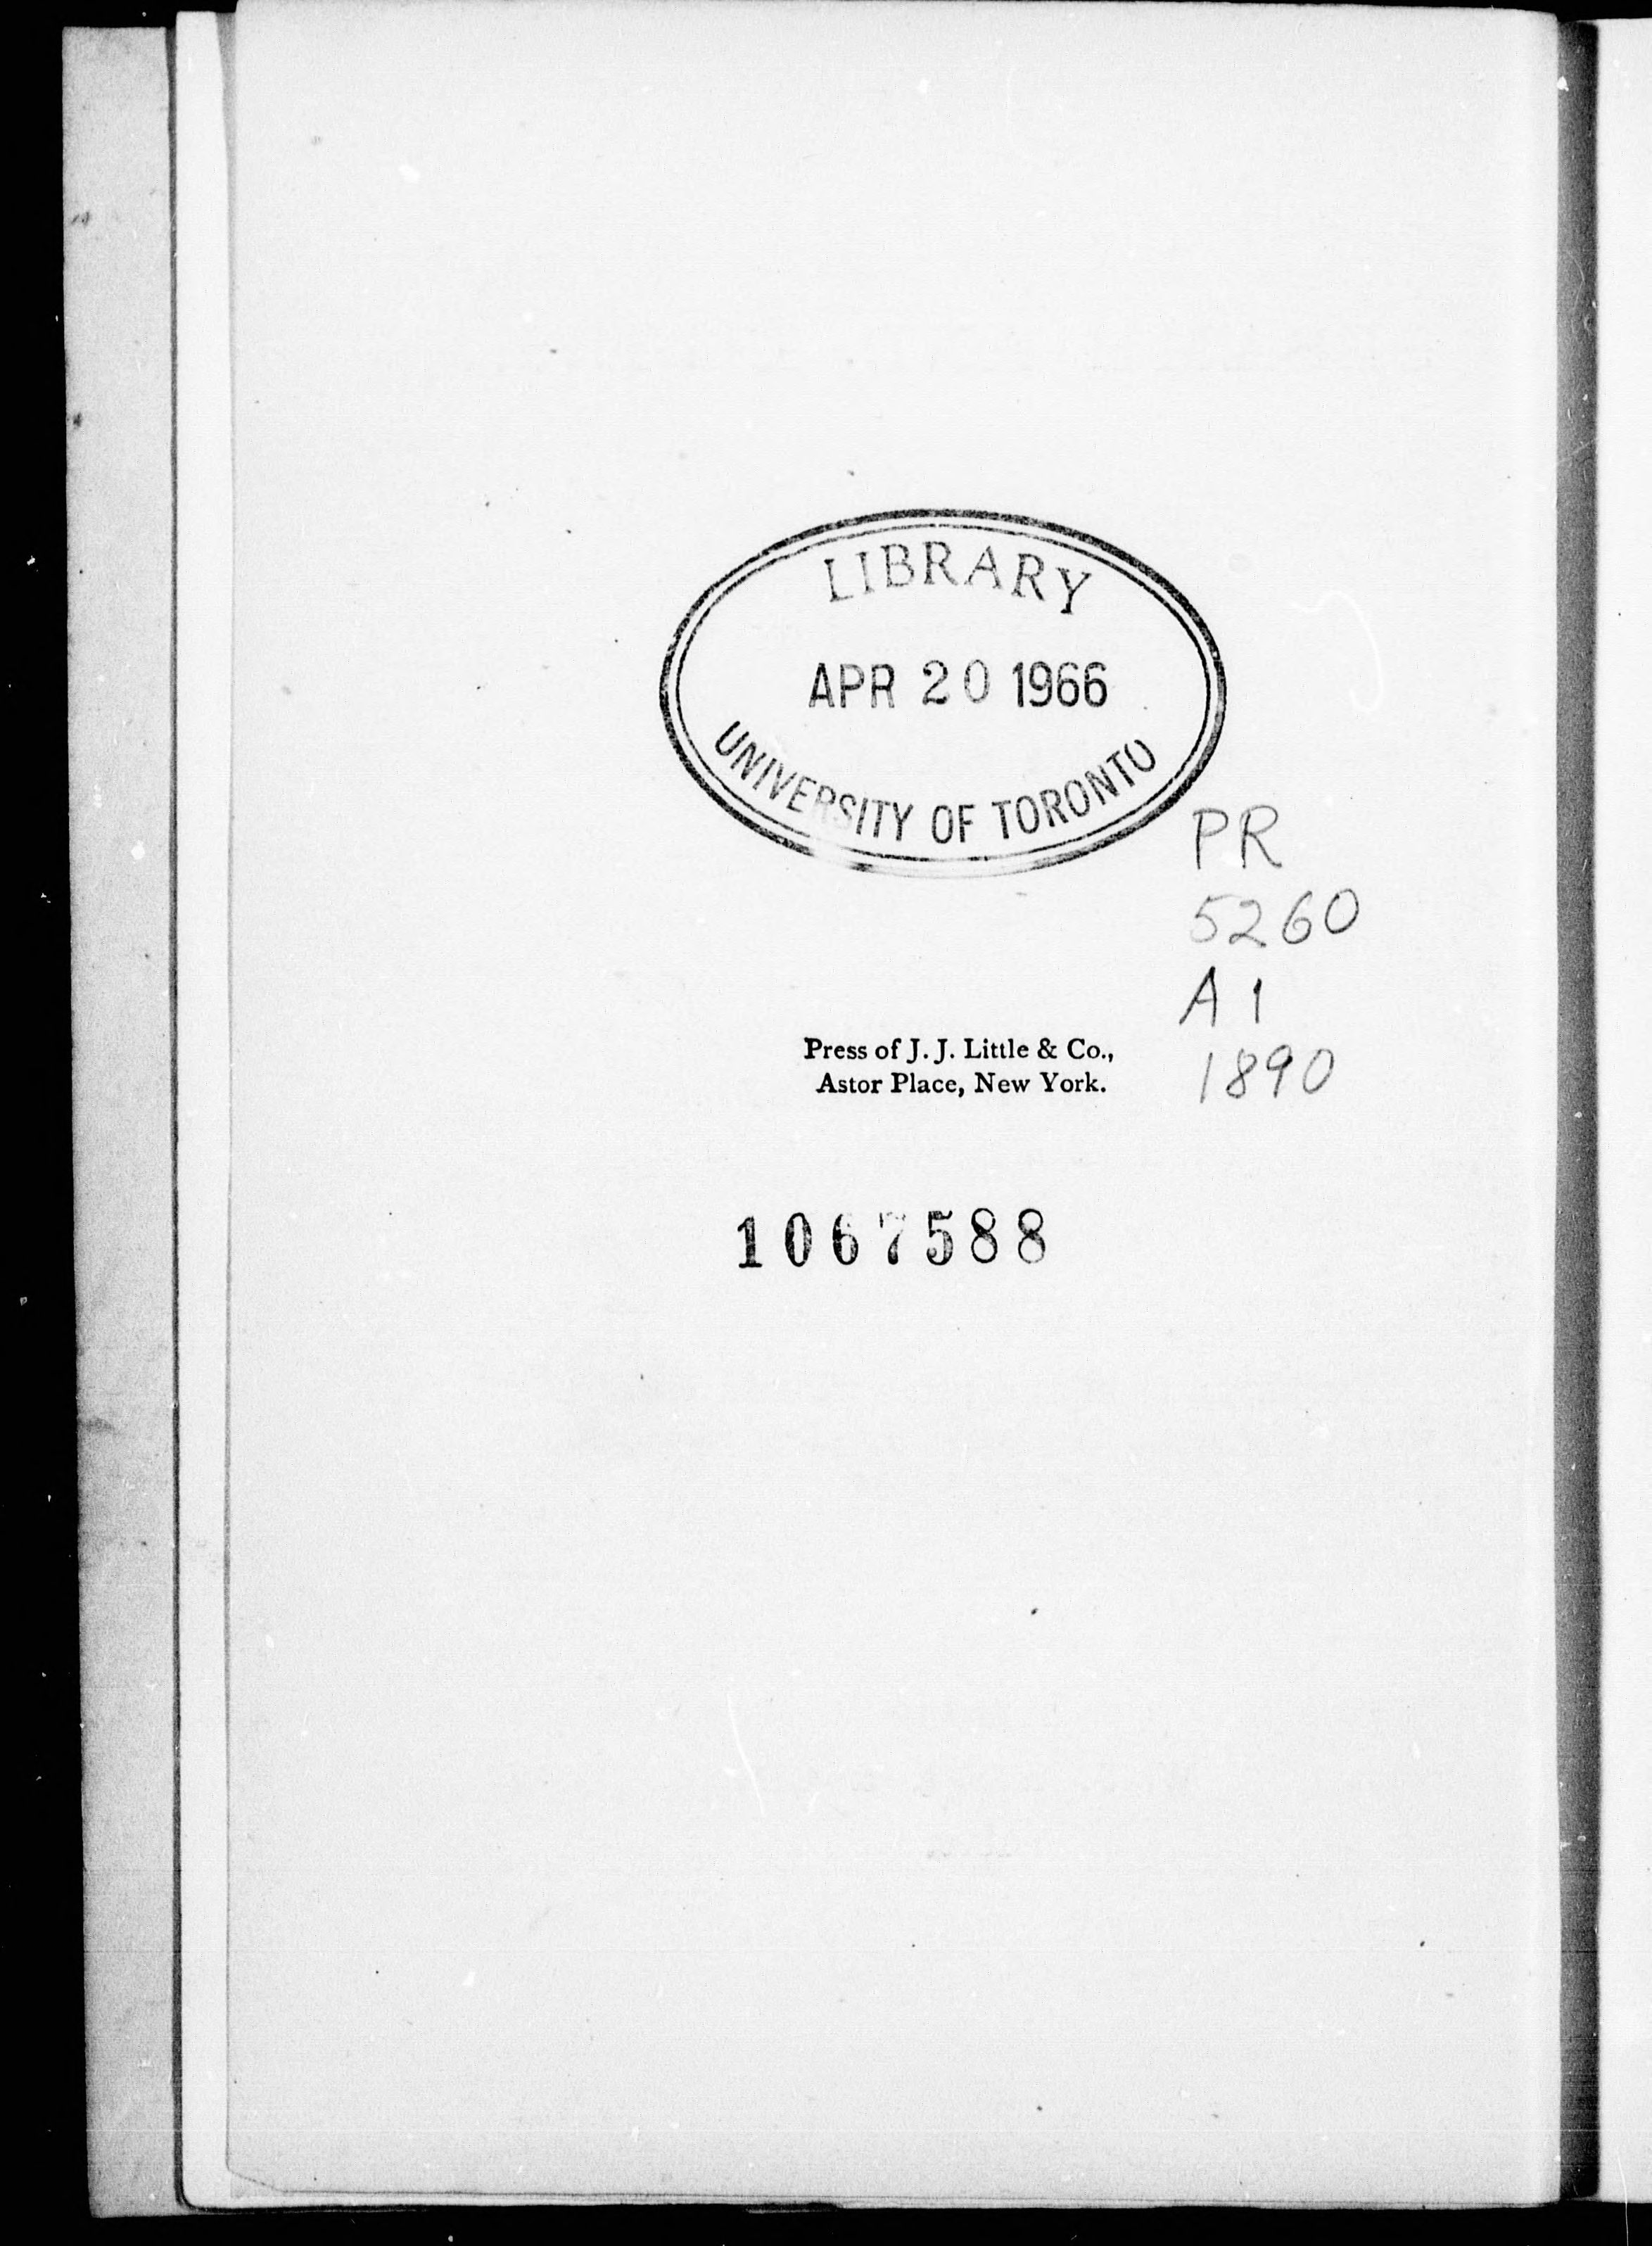 LIBRARY
APR 20 1966
UNIVERSITY OF TORONTO
PR
5260
A1
1890
Press of J. J. Little & Co.,
Astor Place, New York.
1067588